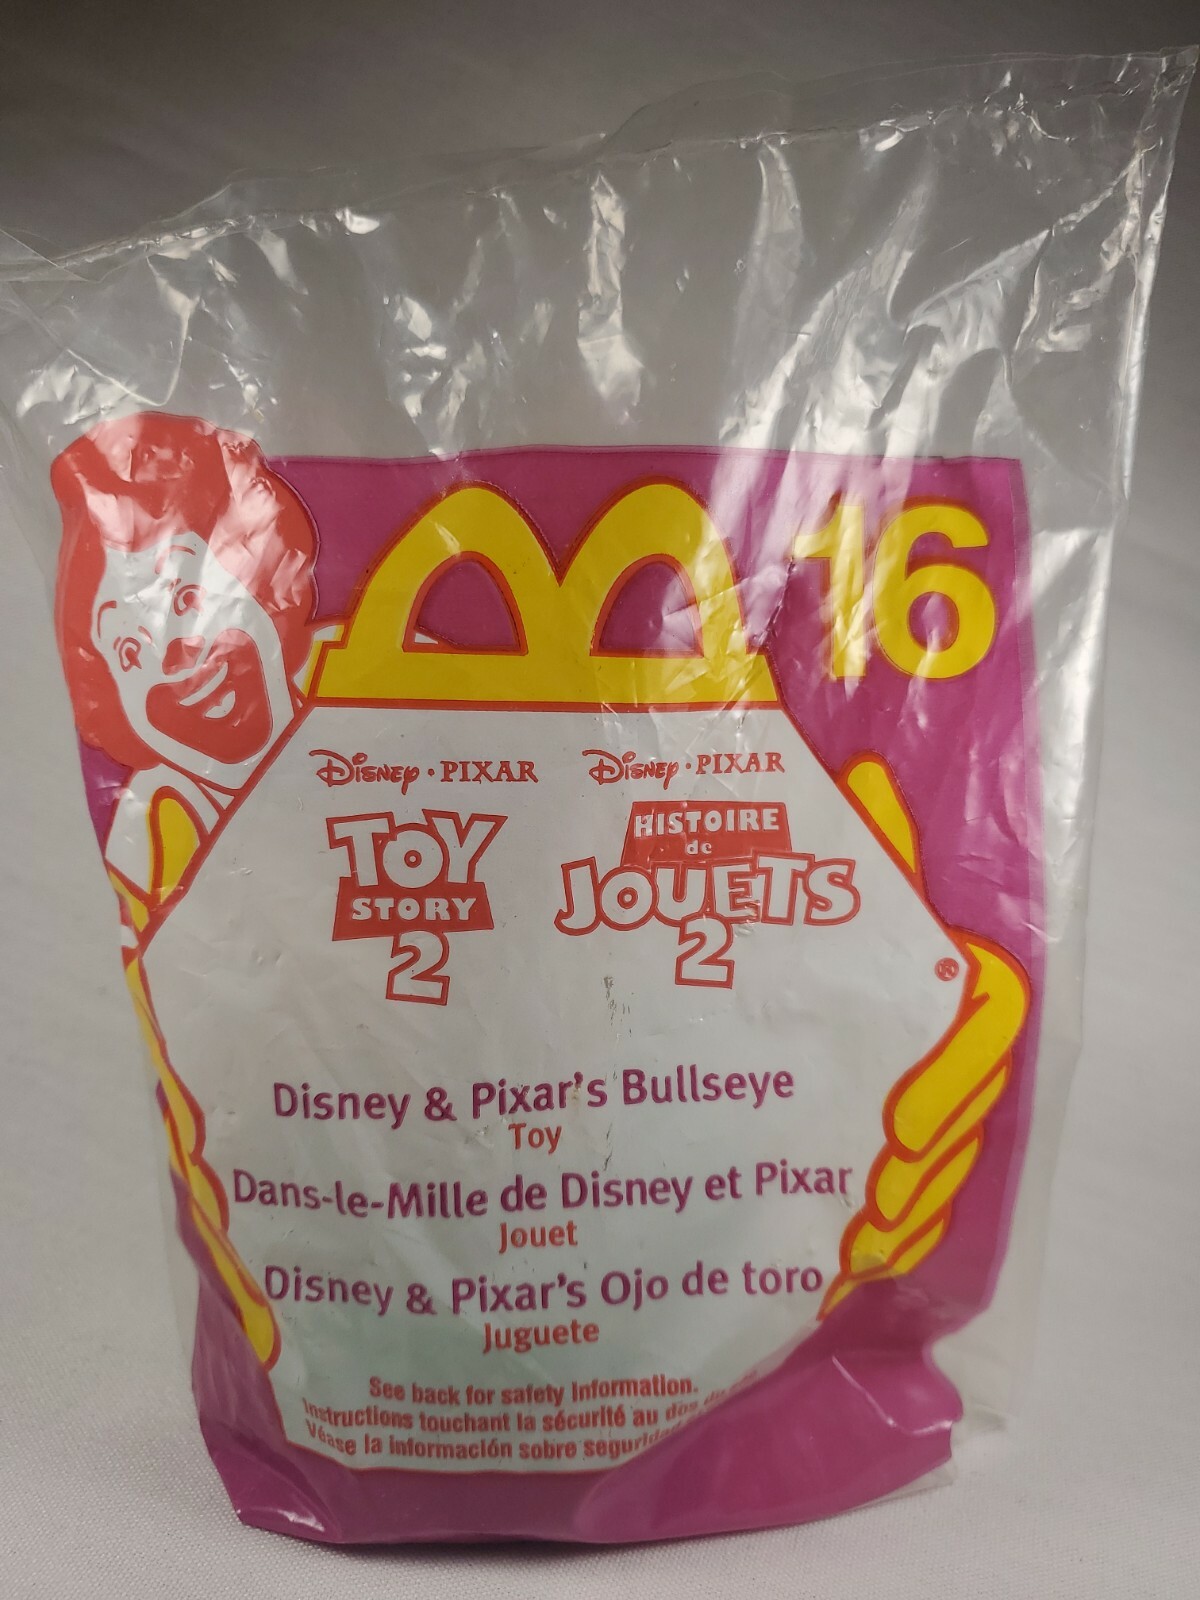 16
Disney · PIXAR
TOY
STORY
2
Disney · PIXAR
HISTOIRE
de
JOUETS
2
®
Disney & Pixar's Bullseye
Toy
Dans-le-Mille de Disney et Pixar
Jouet
Disney & Pixar's Ojo de toro
Juguete
See back for safety Information.
Instructions touchant la sécurité au dos
Véase la información sobre